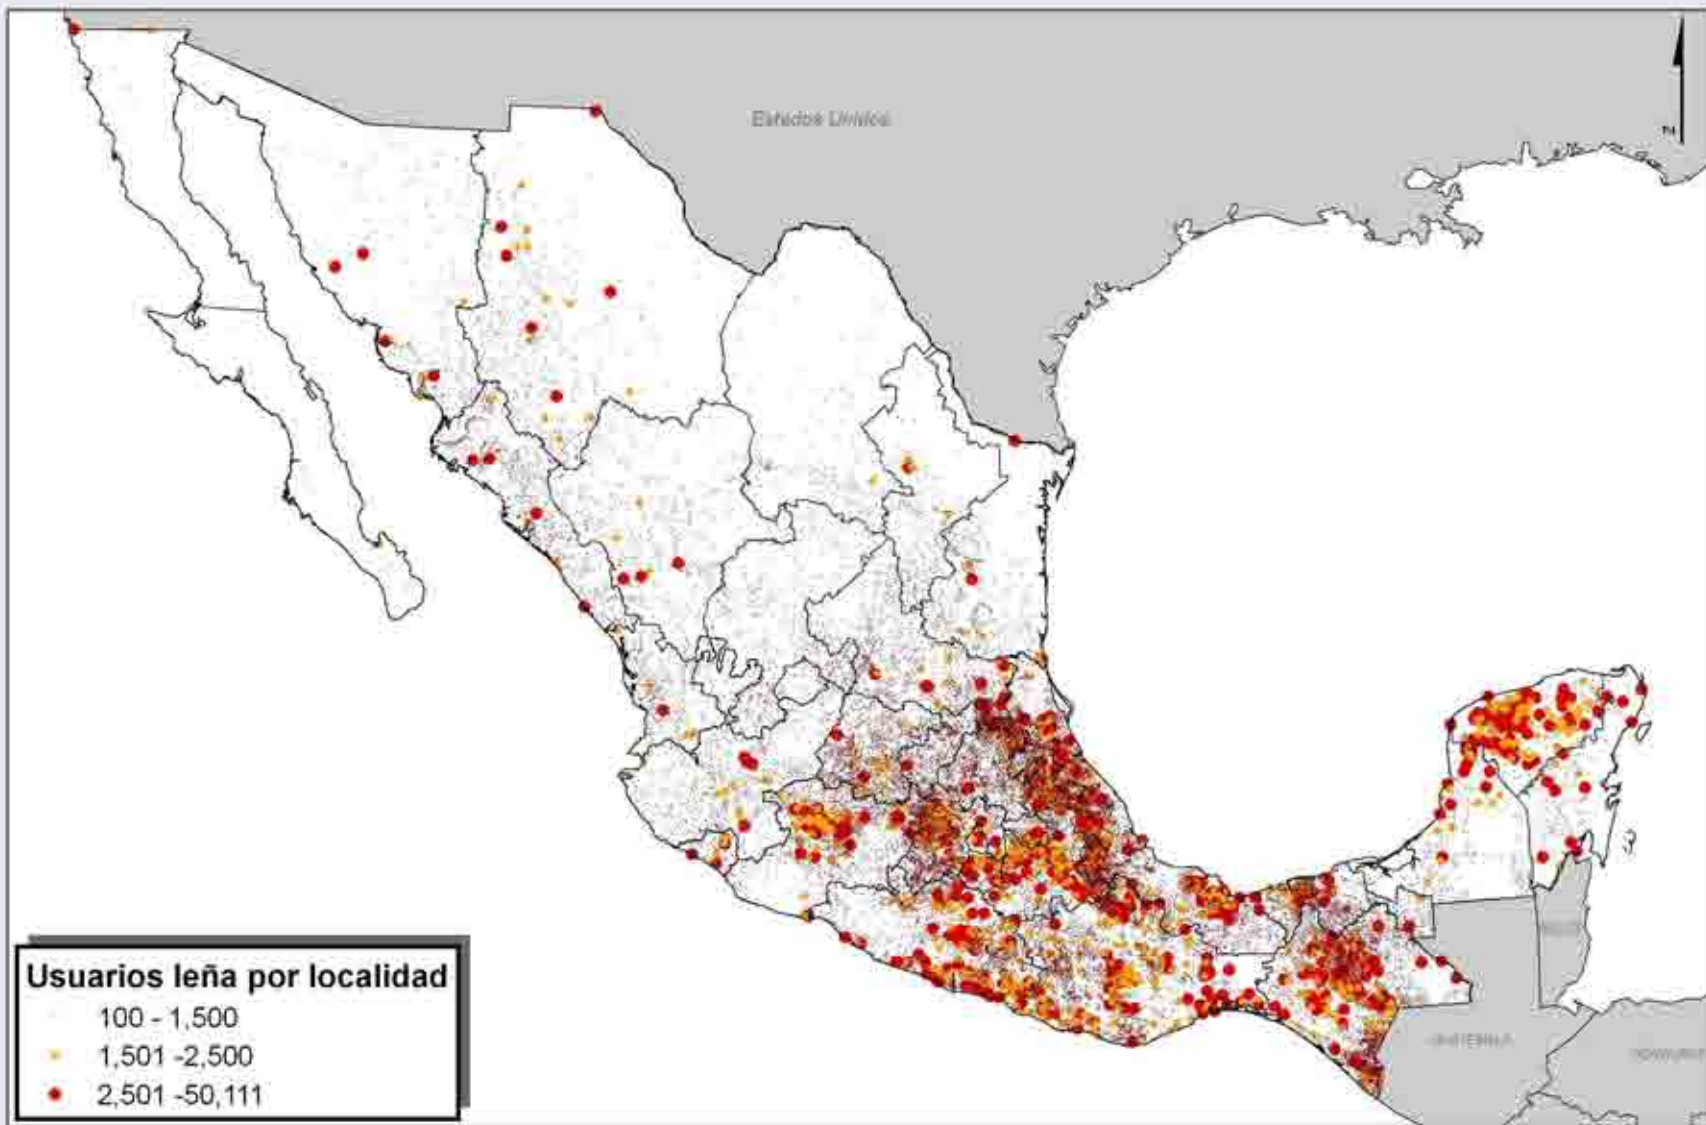 Estados Unidos
Usuarios leña por localidad
100 - 1,500
1,501 -2,500
2,501 -50,111